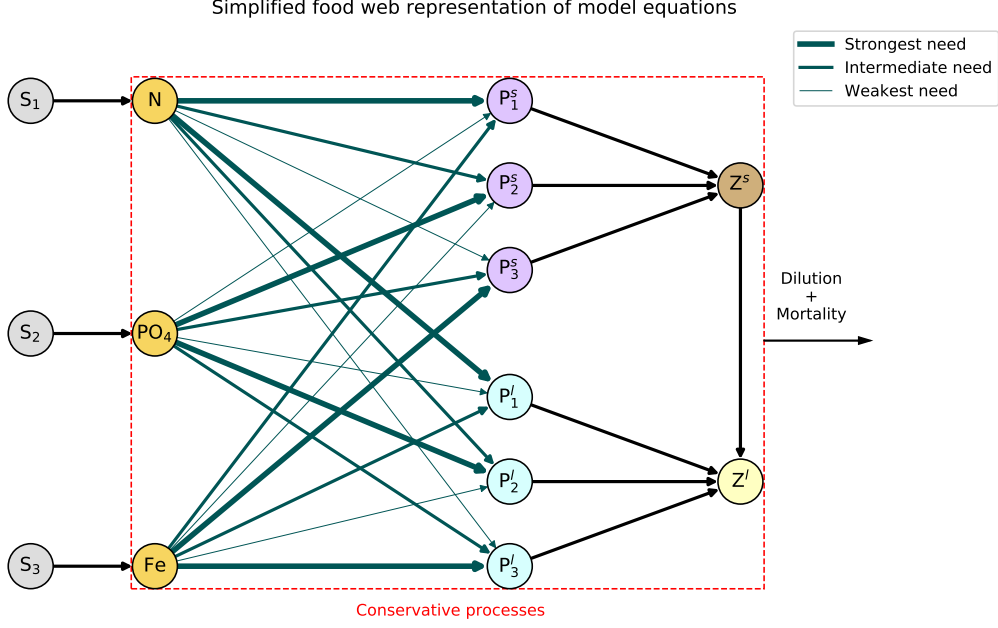 Simplified food web representation of model equations
Strongest need
Intermediate need
Weakest need
S₁
N
P₁ˢ
P₂ˢ
Zˢ
P₃ˢ
Dilution
+
Mortality
S₂
PO₄
P₁ˡ
P₂ˡ
Zˡ
S₃
Fe
P₃ˡ
Conservative processes